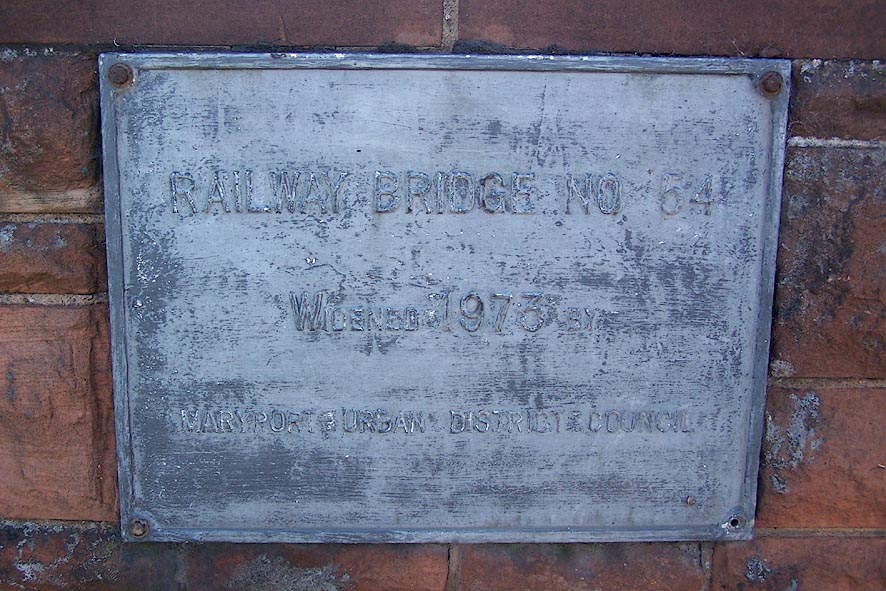 RAILWAY BRIDGE NO 64
WIDENED 1973 BY
MARYPORT URBAN DISTRICT COUNCIL